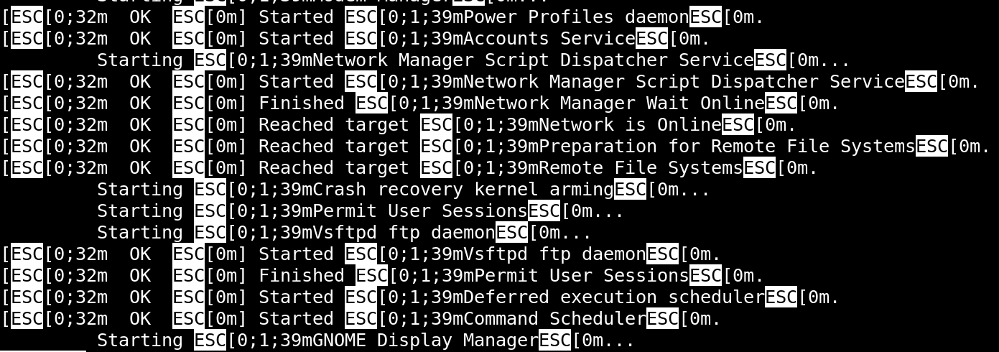 Starting ESC[0;1;39mModem ManagerESC[0m...
[ESC[0;32m  OK  ESC[0m] Started ESC[0;1;39mPower Profiles daemonESC[0m.
[ESC[0;32m  OK  ESC[0m] Started ESC[0;1;39mAccounts ServiceESC[0m.
         Starting ESC[0;1;39mNetwork Manager Script Dispatcher ServiceESC[0m...
[ESC[0;32m  OK  ESC[0m] Started ESC[0;1;39mNetwork Manager Script Dispatcher ServiceESC[0m.
[ESC[0;32m  OK  ESC[0m] Finished ESC[0;1;39mNetwork Manager Wait OnlineESC[0m.
[ESC[0;32m  OK  ESC[0m] Reached target ESC[0;1;39mNetwork is OnlineESC[0m.
[ESC[0;32m  OK  ESC[0m] Reached target ESC[0;1;39mPreparation for Remote File SystemsESC[0m.
[ESC[0;32m  OK  ESC[0m] Reached target ESC[0;1;39mRemote File SystemsESC[0m.
         Starting ESC[0;1;39mCrash recovery kernel armingESC[0m...
         Starting ESC[0;1;39mPermit User SessionsESC[0m...
         Starting ESC[0;1;39mVsftpd ftp daemonESC[0m...
[ESC[0;32m  OK  ESC[0m] Started ESC[0;1;39mVsftpd ftp daemonESC[0m.
[ESC[0;32m  OK  ESC[0m] Finished ESC[0;1;39mPermit User SessionsESC[0m.
[ESC[0;32m  OK  ESC[0m] Started ESC[0;1;39mDeferred execution schedulerESC[0m.
[ESC[0;32m  OK  ESC[0m] Started ESC[0;1;39mCommand SchedulerESC[0m.
         Starting ESC[0;1;39mGNOME Display ManagerESC[0m...